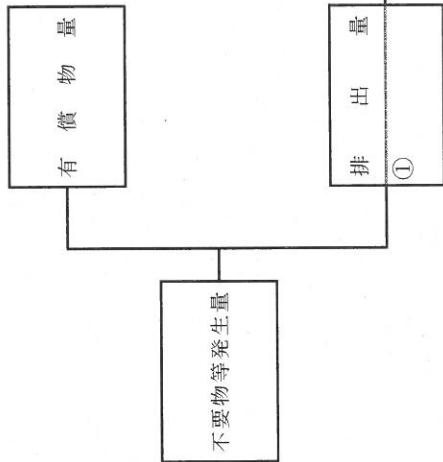 有償物量
排出量
①
不要物等発生量